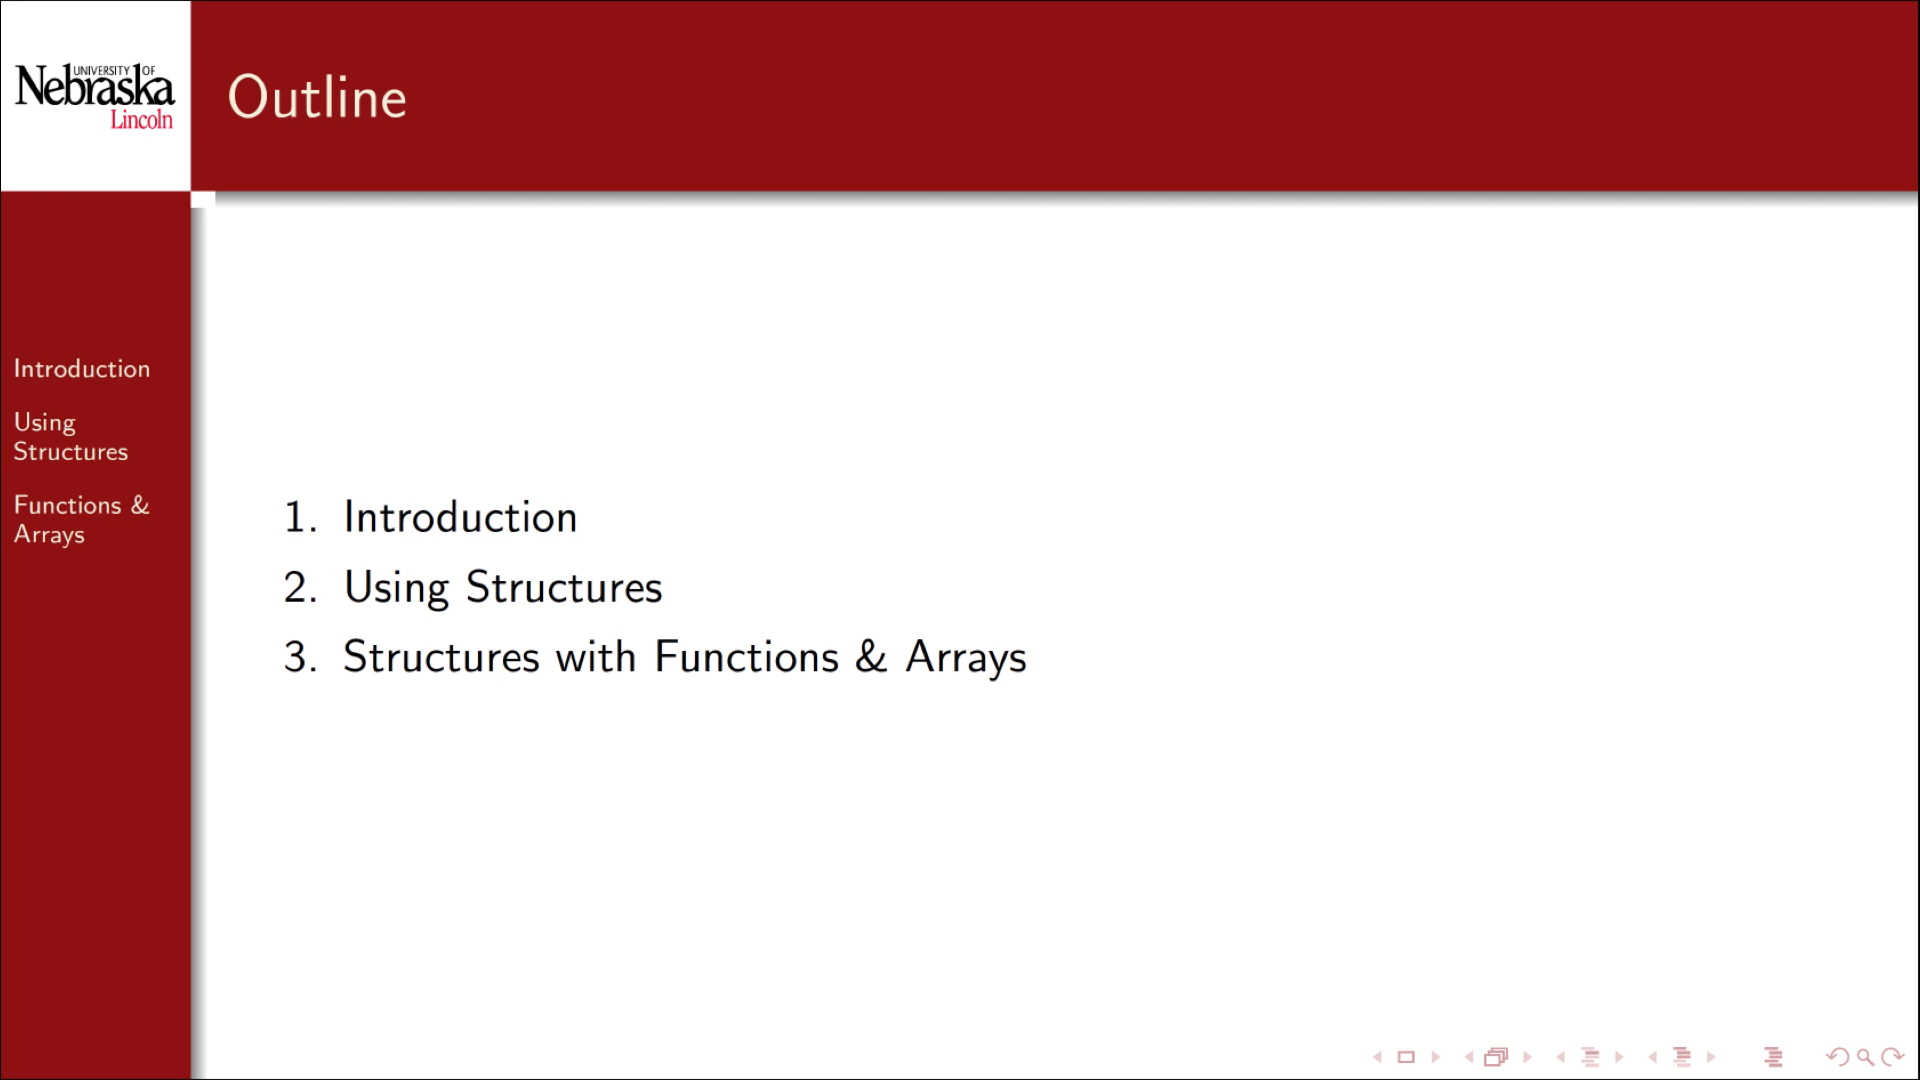 UNIVERSITY OF
Nebraska
Lincoln
Outline
Introduction
Using
Structures
Functions &
Arrays
1. Introduction
2. Using Structures
3. Structures with Functions & Arrays